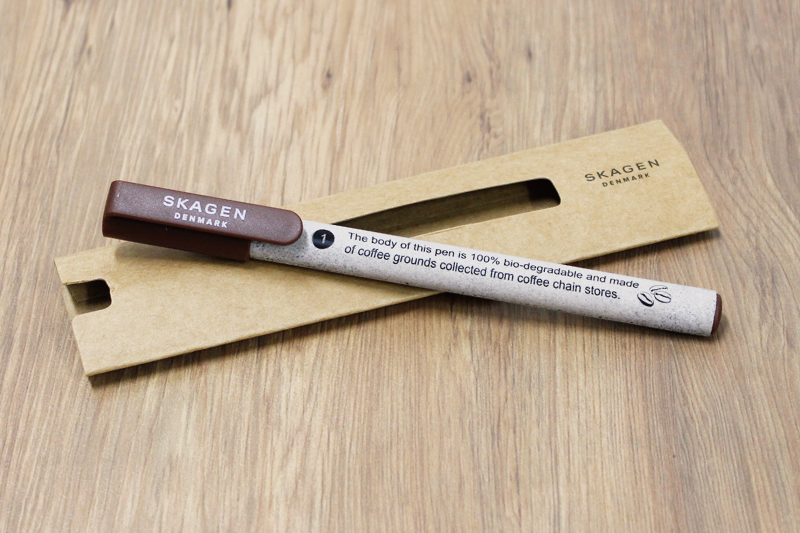 SKAGEN
DENMARK
SKAGEN
DENMARK
1
The body of this pen is 100% bio-degradable and made
of coffee grounds collected from coffee chain stores.